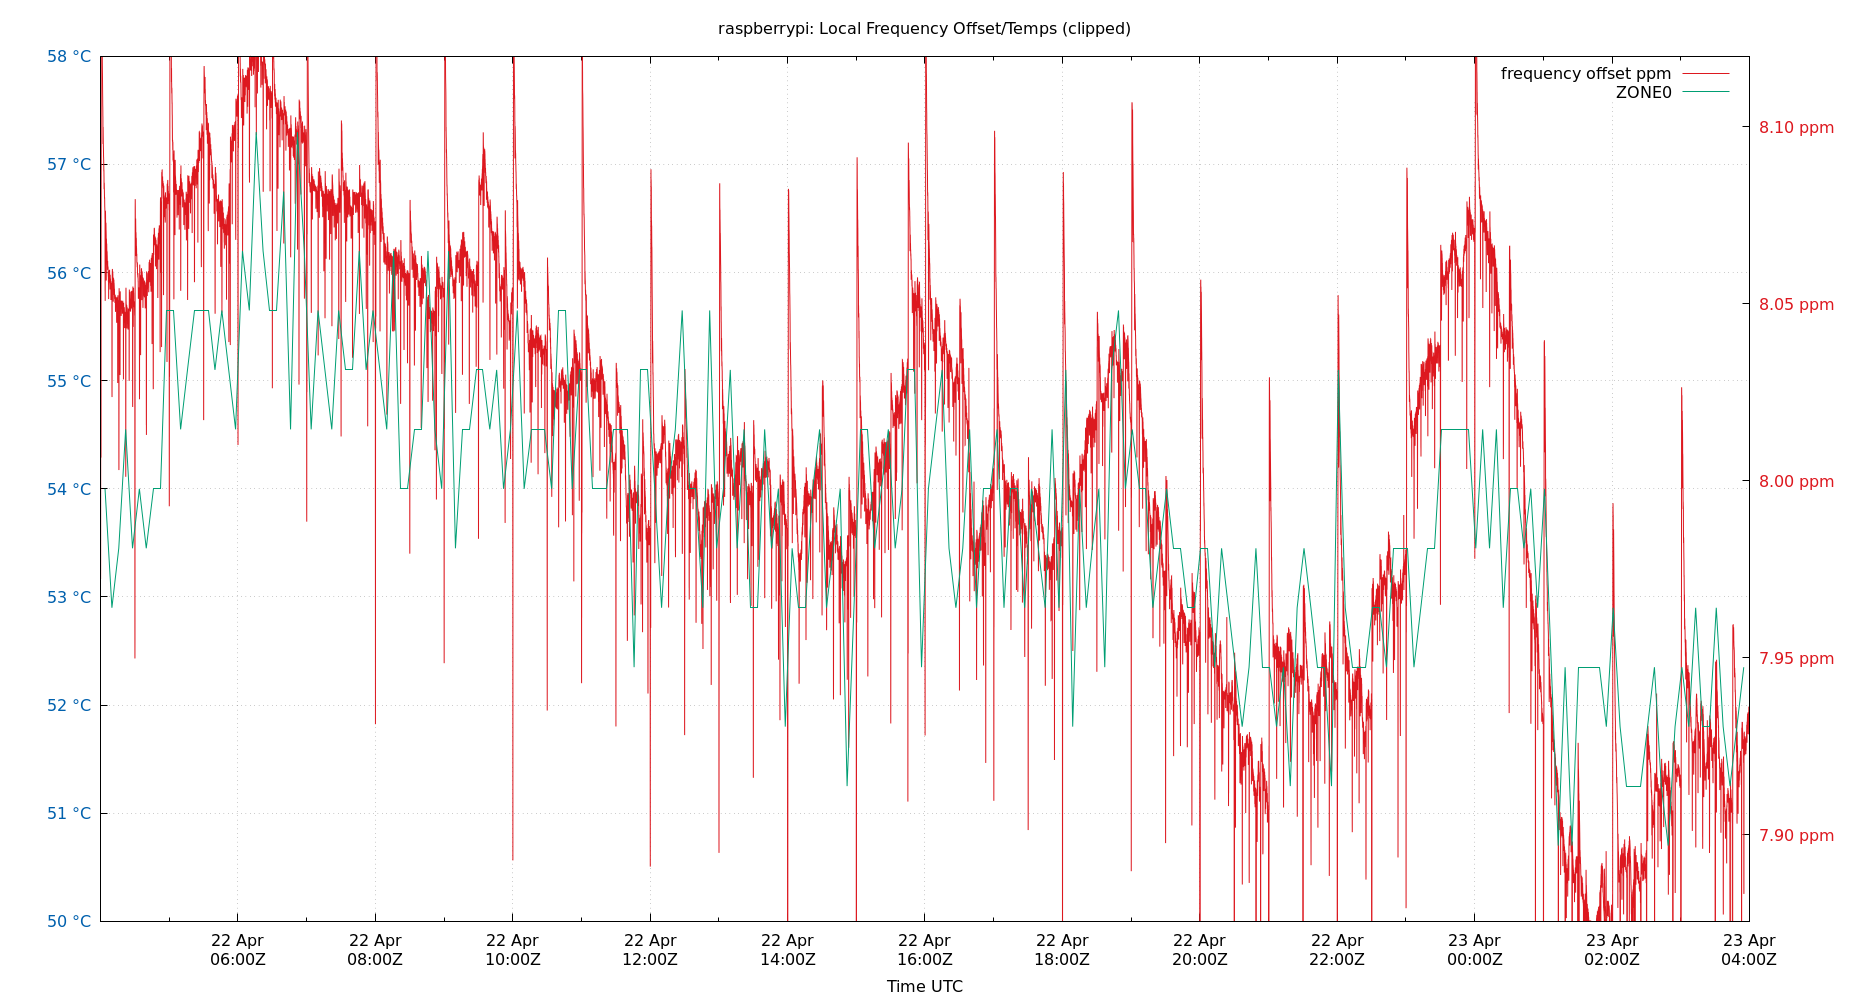 raspberrypi: Local Frequency Offset/Temps (clipped)
58 °C
57 °C
56 °C
55 °C
54 °C
53 °C
52 °C
51 °C
50 °C
frequency offset ppm
ZONE0
8.10 ppm
8.05 ppm
8.00 ppm
7.95 ppm
7.90 ppm
22 Apr 22 Apr 22 Apr 22 Apr 22 Apr 22 Apr 22 Apr 22 Apr 22 Apr 23 Apr 23 Apr 23 Apr
06:00Z 08:00Z 10:00Z 12:00Z 14:00Z 16:00Z 18:00Z 20:00Z 22:00Z 00:00Z 02:00Z 04:00Z
Time UTC